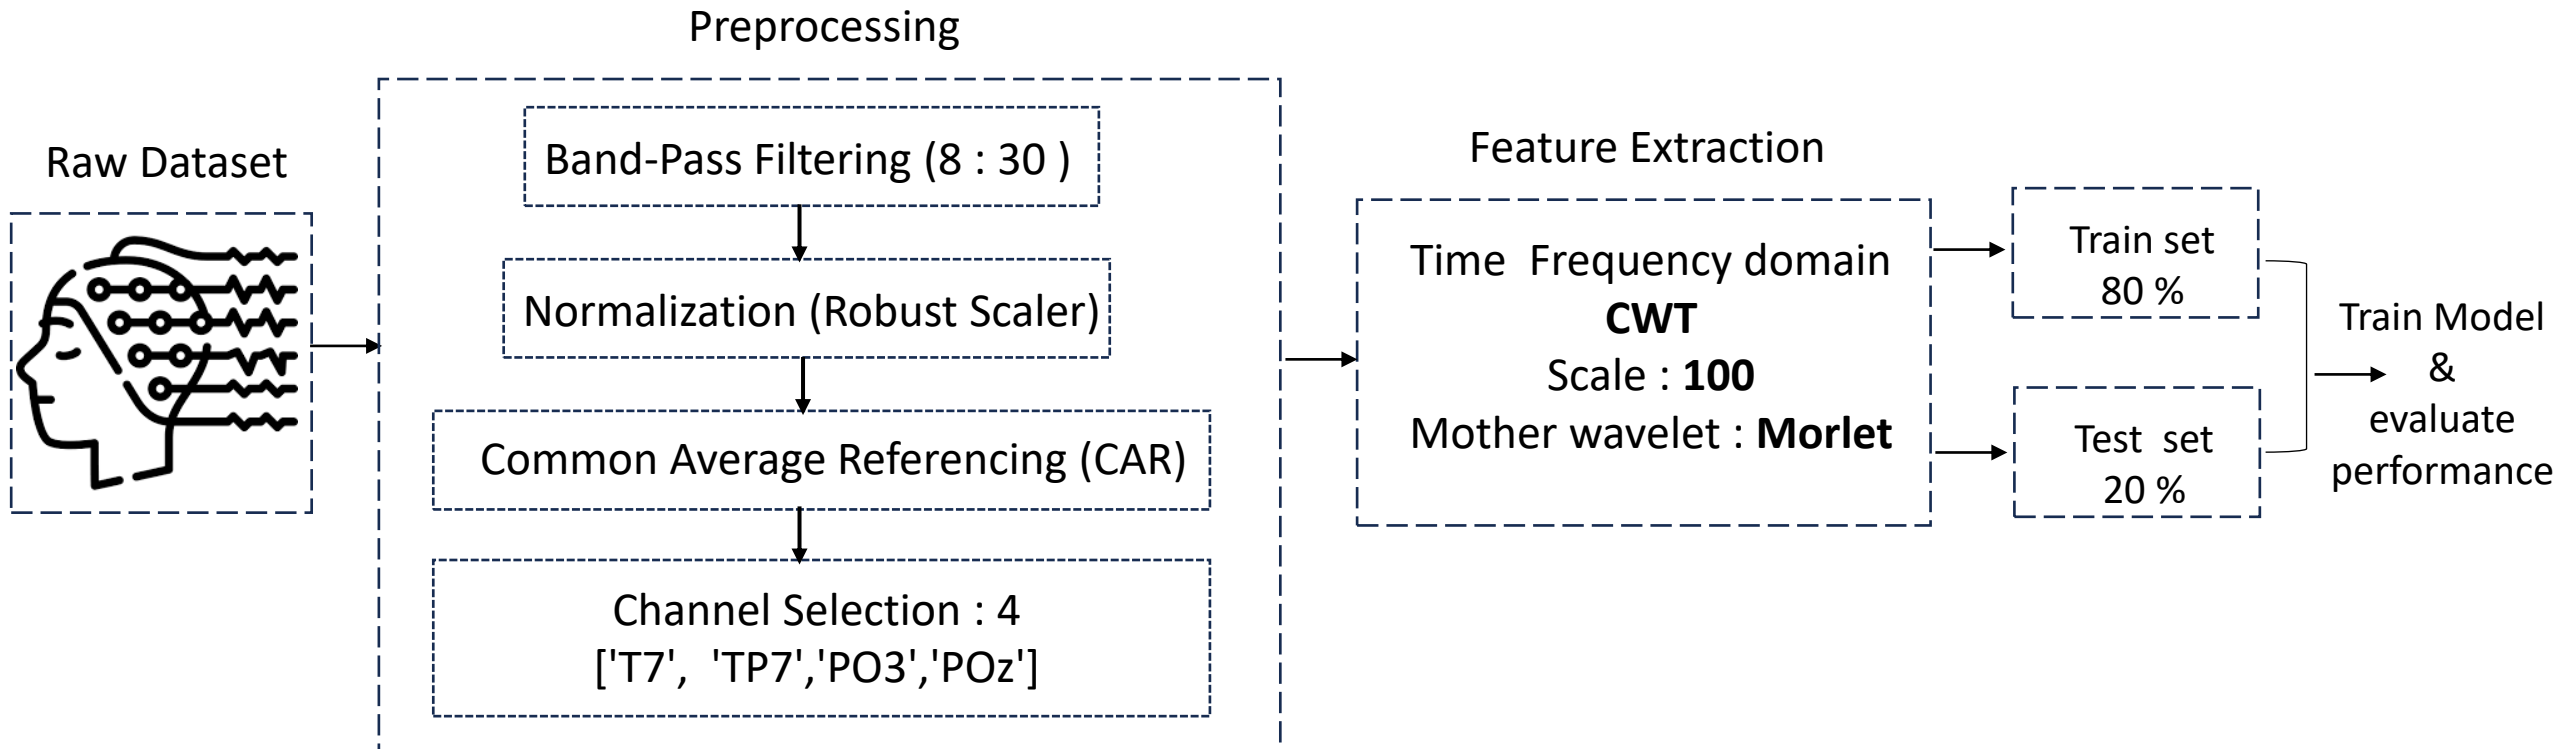 Preprocessing
Raw Dataset
Band-Pass Filtering (8 : 30 )
Normalization (Robust Scaler)
Common Average Referencing (CAR)
Channel Selection : 4
['T7', 'TP7','PO3','POz']
Feature Extraction
Time Frequency domain
CWT
Scale : 100
Mother wavelet : Morlet
Train set
80 %
Test set
20 %
Train Model
&
evaluate
performance